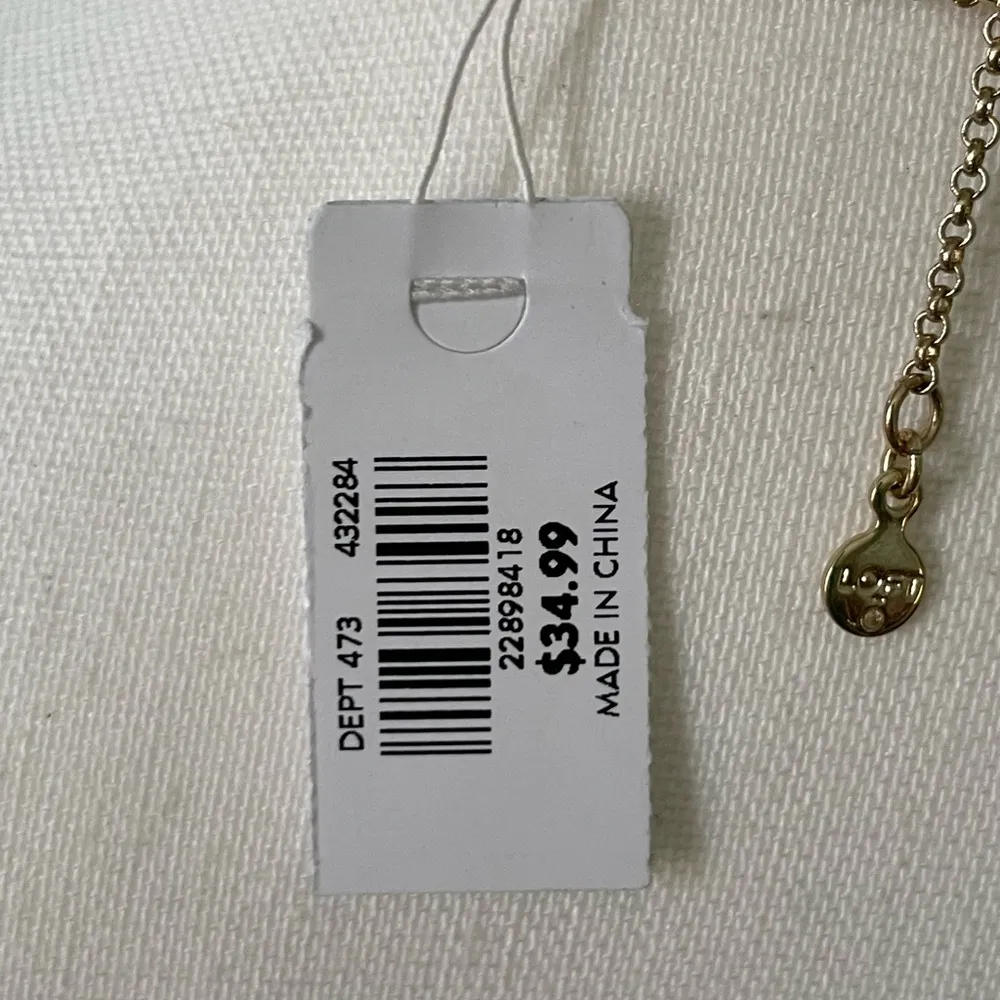 DEPT 473 432284
22898418
$34.99
MADE IN CHINA
LOFT